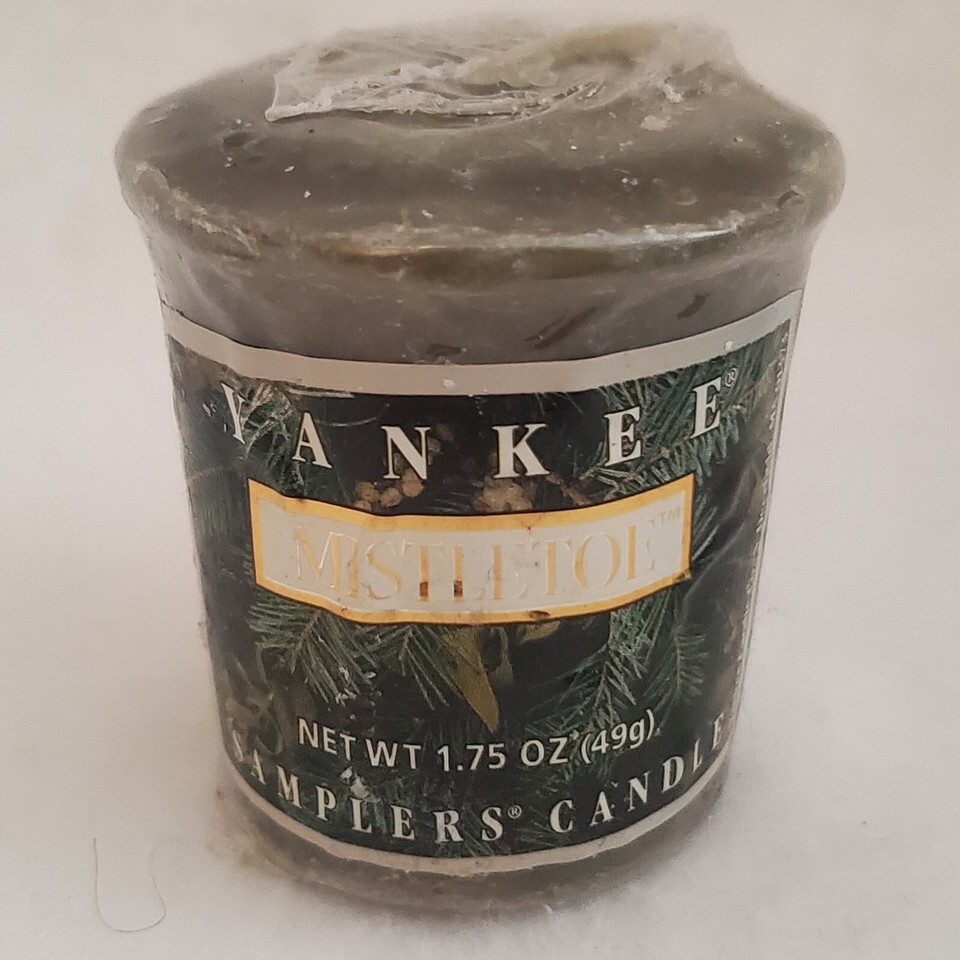 YANKEE®
MISTLETOE™
NET WT 1.75 OZ (49g)
SAMPLERS® CANDLE